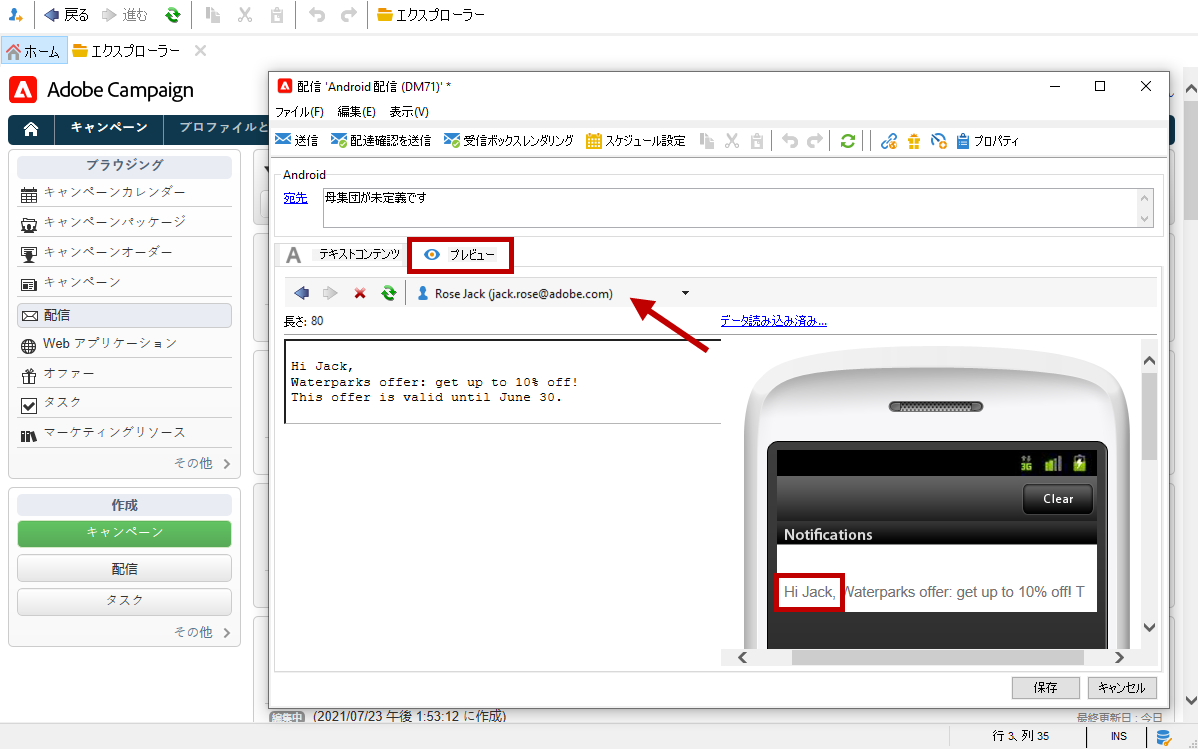 戻る 進む エクスプローラー
ホーム エクスプローラー
Adobe Campaign
キャンペーン プロファイルと
ブラウジング
キャンペーンカレンダー
キャンペーンパッケージ
キャンペーンオーダー
キャンペーン
配信
Web アプリケーション
オファー
タスク
マーケティングリソース
その他
作成
キャンペーン
配信
タスク
その他
配信 'Android 配信 (DM71)' *
ファイル(F) 編集(E) 表示(V)
送信 配達確認を送信 受信ボックスレンダリング スケジュール設定 プロパティ
Android
宛先 母集団が未定義です
A テキストコンテンツ プレビュー
Rose Jack (jack.rose@adobe.com)
長さ: 80 データ読み込み済み...
Hi Jack,
Waterparks offer: get up to 10% off!
This offer is valid until June 30.
3G
Clear
Notifications
Hi Jack, Waterparks offer: get up to 10% off! T
保存 キャンセル
編集中 (2021/07/23 午後 1:53:12 に作成) 最終更新日 : 今日
行 3、列 35 INS